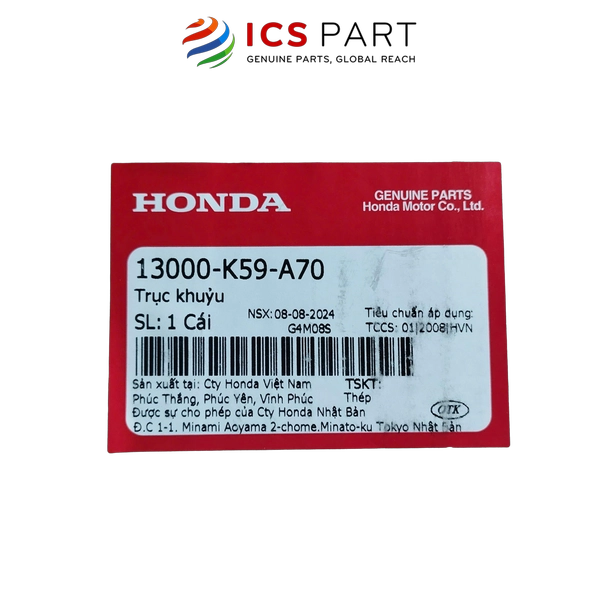 ICS PART
GENUINE PARTS, GLOBAL REACH
HONDA
GENUINE PARTS
Honda Motor Co., Ltd.
13000-K59-A70
Trục khuỷu
SL: 1 Cái
NSX: 08-08-2024
G4M08S
Tiêu chuẩn áp dụng:
TCCS: 01|2008|HVN
Sản xuất tại: Cty Honda Việt Nam
Phúc Thắng, Phúc Yên, Vĩnh Phúc
TSKT:
Thép
Được sự cho phép của Cty Honda Nhật Bản
Đ.C 1-1. Minami Aoyama 2-chome.Minato-ku Tokyo Nhật Bản
OTK